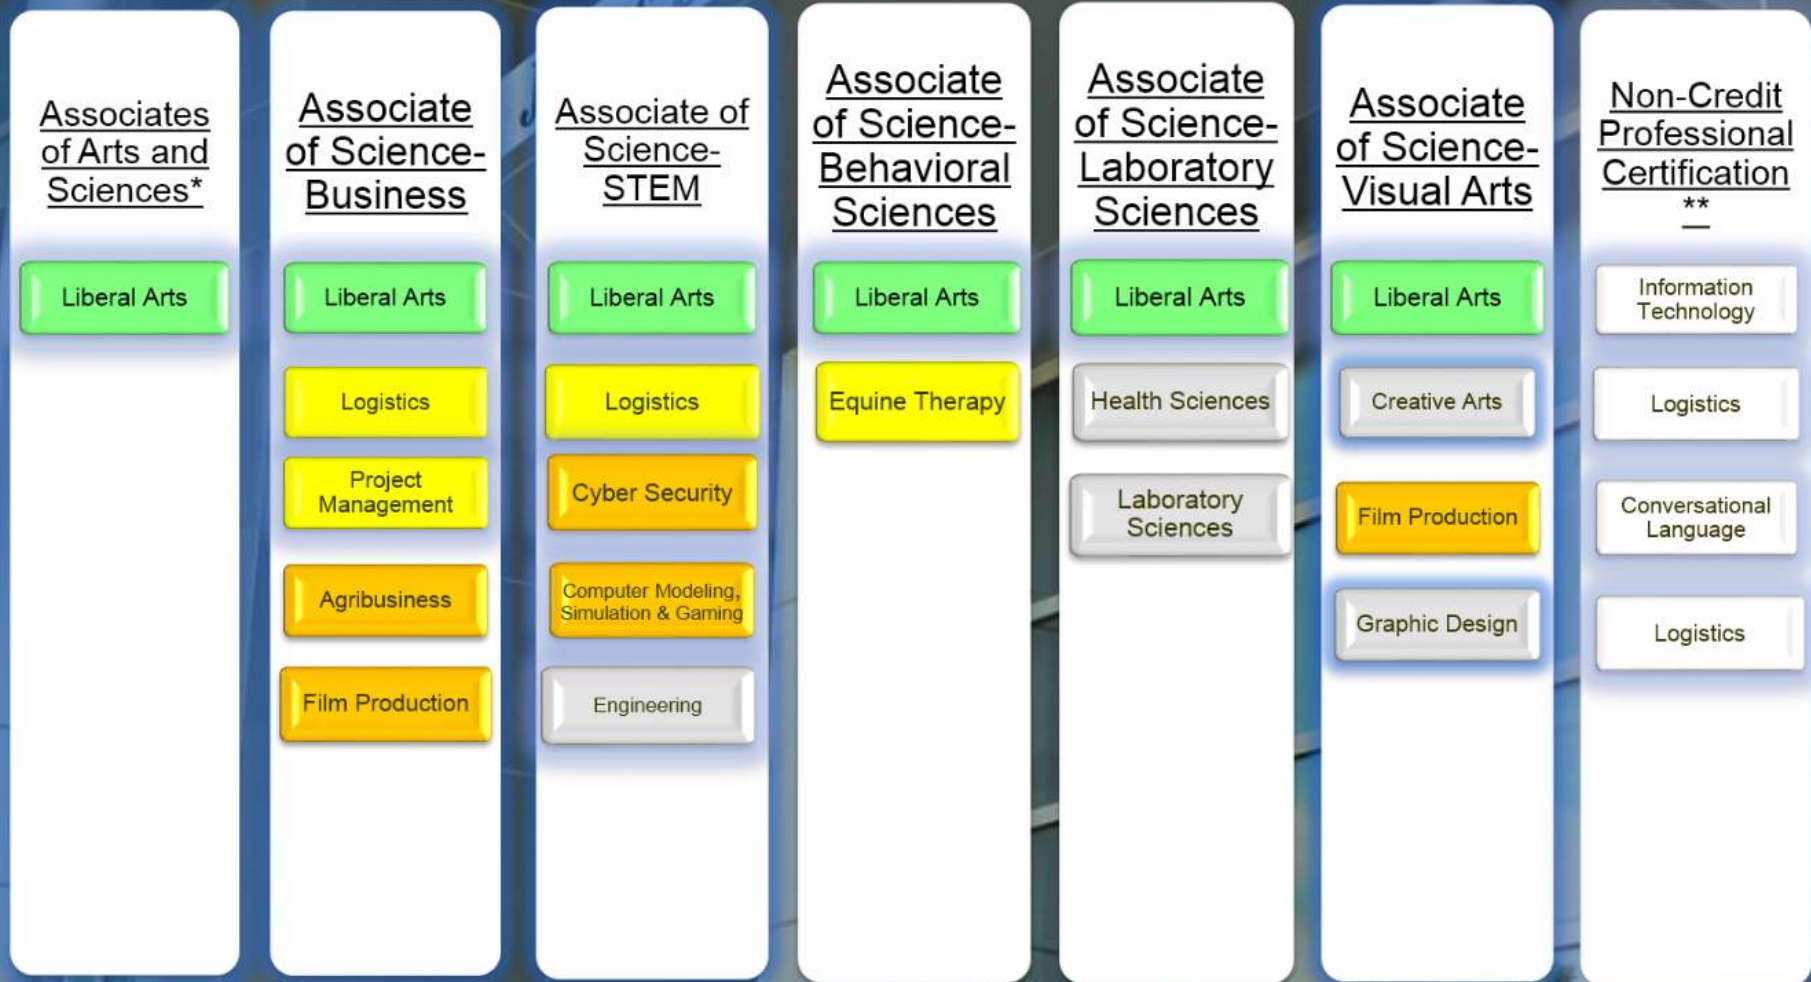 Associates
of Arts and
Sciences*
Liberal Arts
Associate
of Science-
Business
Liberal Arts
Logistics
Project
Management
Agribusiness
Film Production
Associate of
Science-
STEM
Liberal Arts
Logistics
Cyber Security
Computer Modeling,
Simulation & Gaming
Engineering
Associate
of Science-
Behavioral
Sciences
Liberal Arts
Equine Therapy
Associate
of Science-
Laboratory
Sciences
Liberal Arts
Health Sciences
Laboratory
Sciences
Associate
of Science-
Visual Arts
Liberal Arts
Creative Arts
Film Production
Graphic Design
Non-Credit
Professional
Certification
**
Information
Technology
Logistics
Conversational
Language
Logistics